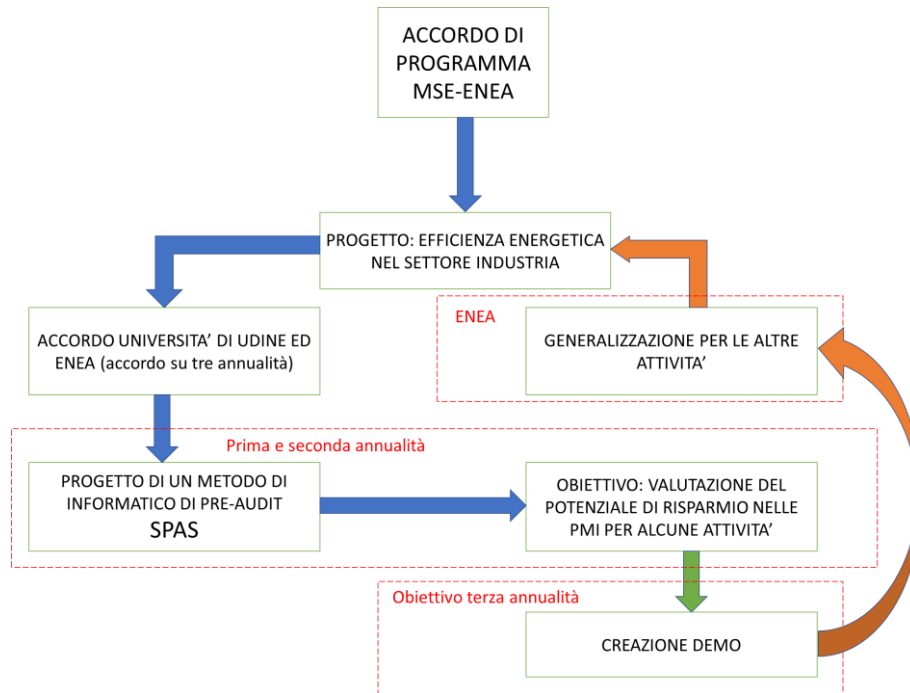 ACCORDO DI
PROGRAMMA
MSE-ENEA
PROGETTO: EFFICIENZA ENERGETICA
NEL SETTORE INDUSTRIA
ACCORDO UNIVERSITA’ DI UDINE ED
ENEA (accordo su tre annualità)
ENEA
GENERALIZZAZIONE PER LE ALTRE
ATTIVITA’
Prima e seconda annualità
PROGETTO DI UN METODO DI
INFORMATICO DI PRE-AUDIT
SPAS
OBIETTIVO: VALUTAZIONE DEL
POTENZIALE DI RISPARMIO NELLE
PMI PER ALCUNE ATTIVITA’
Obiettivo terza annualità
CREAZIONE DEMO